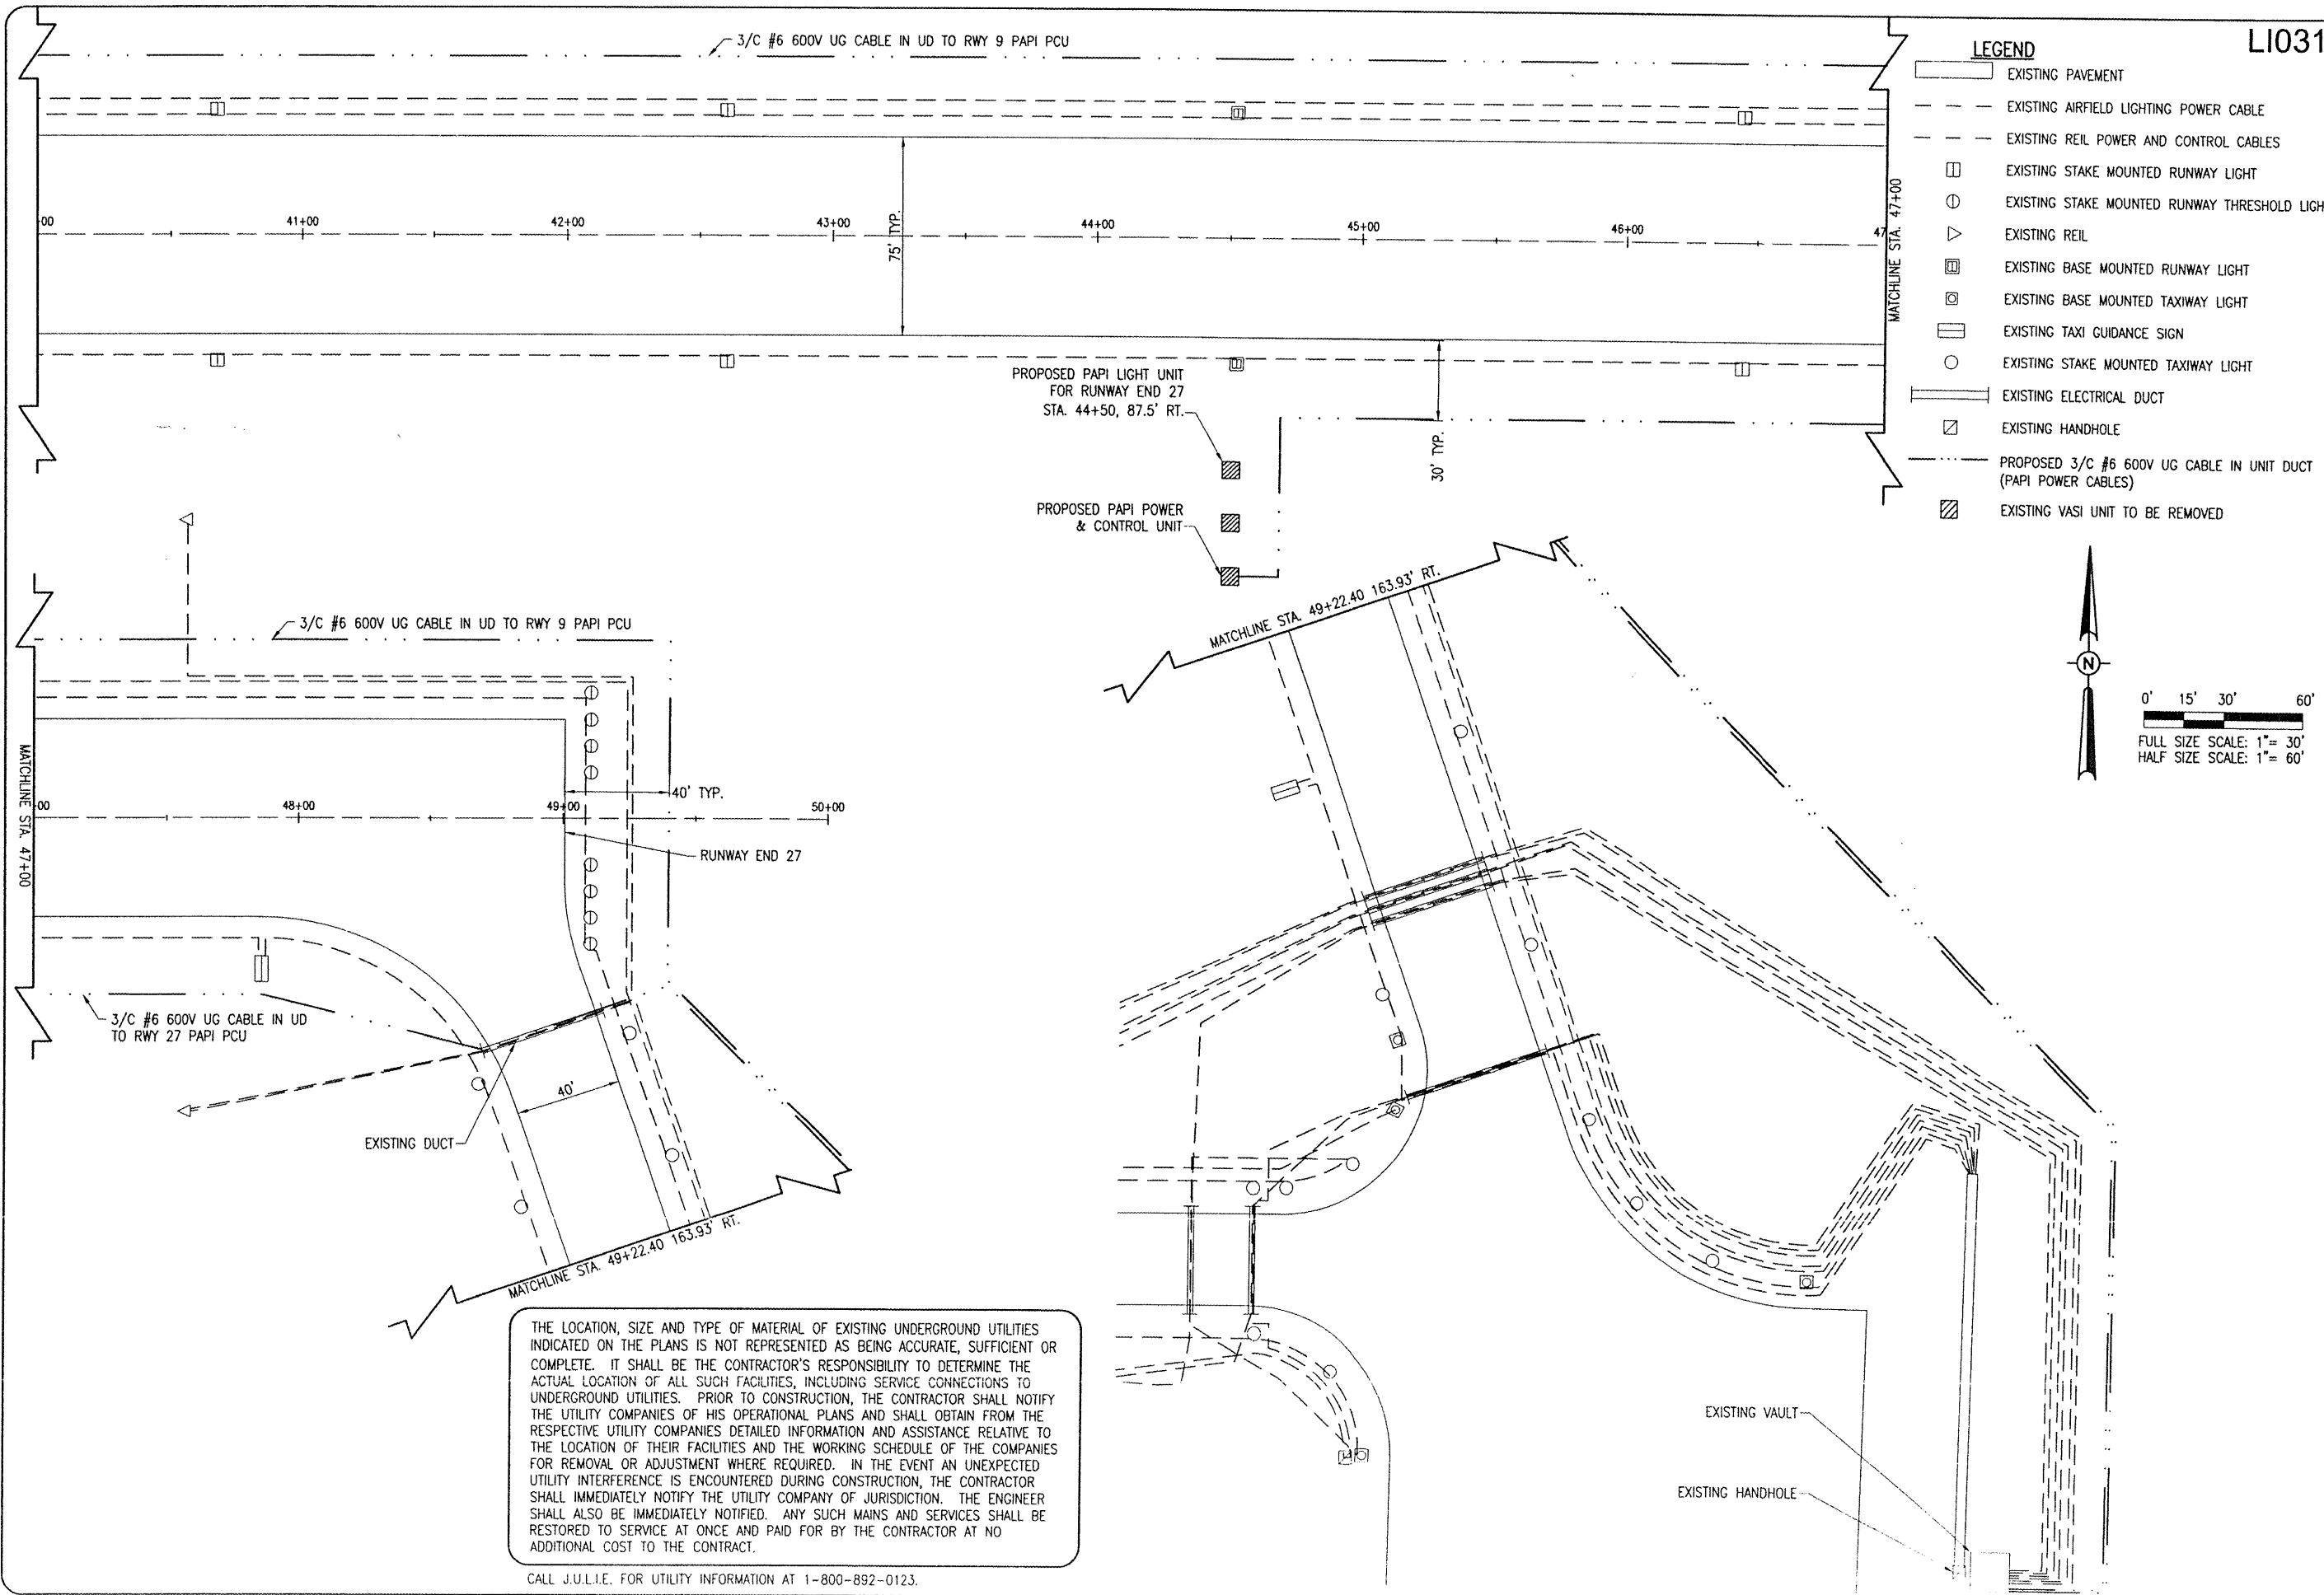 3/C #6 600V UG CABLE IN UD TO RWY 9 PAPI PCU
00
41+00
42+00
43+00
44+00
45+00
46+00
47
75' TYP.
MATCHLINE STA. 47+00
PROPOSED PAPI LIGHT UNIT
FOR RUNWAY END 27
STA. 44+50, 87.5' RT.
30' TYP.
PROPOSED PAPI POWER
& CONTROL UNIT
LI031
LEGEND
EXISTING PAVEMENT
EXISTING AIRFIELD LIGHTING POWER CABLE
EXISTING REIL POWER AND CONTROL CABLES
EXISTING STAKE MOUNTED RUNWAY LIGHT
EXISTING STAKE MOUNTED RUNWAY THRESHOLD LIGH
EXISTING REIL
EXISTING BASE MOUNTED RUNWAY LIGHT
EXISTING BASE MOUNTED TAXIWAY LIGHT
EXISTING TAXI GUIDANCE SIGN
EXISTING STAKE MOUNTED TAXIWAY LIGHT
EXISTING ELECTRICAL DUCT
EXISTING HANDHOLE
PROPOSED 3/C #6 600V UG CABLE IN UNIT DUCT
(PAPI POWER CABLES)
EXISTING VASI UNIT TO BE REMOVED
N
0' 15' 30' 60'
FULL SIZE SCALE: 1"= 30'
HALF SIZE SCALE: 1"= 60'
3/C #6 600V UG CABLE IN UD TO RWY 9 PAPI PCU
MATCHLINE STA. 47+00
00
48+00
49+00
50+00
40' TYP.
RUNWAY END 27
3/C #6 600V UG CABLE IN UD
TO RWY 27 PAPI PCU
40'
EXISTING DUCT
MATCHLINE STA. 49+22.40 163.93' RT.
MATCHLINE STA. 49+22.40 163.93' RT.
EXISTING VAULT
EXISTING HANDHOLE
THE LOCATION, SIZE AND TYPE OF MATERIAL OF EXISTING UNDERGROUND UTILITIES
INDICATED ON THE PLANS IS NOT REPRESENTED AS BEING ACCURATE, SUFFICIENT OR
COMPLETE. IT SHALL BE THE CONTRACTOR'S RESPONSIBILITY TO DETERMINE THE
ACTUAL LOCATION OF ALL SUCH FACILITIES, INCLUDING SERVICE CONNECTIONS TO
UNDERGROUND UTILITIES. PRIOR TO CONSTRUCTION, THE CONTRACTOR SHALL NOTIFY
THE UTILITY COMPANIES OF HIS OPERATIONAL PLANS AND SHALL OBTAIN FROM THE
RESPECTIVE UTILITY COMPANIES DETAILED INFORMATION AND ASSISTANCE RELATIVE TO
THE LOCATION OF THEIR FACILITIES AND THE WORKING SCHEDULE OF THE COMPANIES
FOR REMOVAL OR ADJUSTMENT WHERE REQUIRED. IN THE EVENT AN UNEXPECTED
UTILITY INTERFERENCE IS ENCOUNTERED DURING CONSTRUCTION, THE CONTRACTOR
SHALL IMMEDIATELY NOTIFY THE UTILITY COMPANY OF JURISDICTION. THE ENGINEER
SHALL ALSO BE IMMEDIATELY NOTIFIED. ANY SUCH MAINS AND SERVICES SHALL BE
RESTORED TO SERVICE AT ONCE AND PAID FOR BY THE CONTRACTOR AT NO
ADDITIONAL COST TO THE CONTRACT.
CALL J.U.L.I.E. FOR UTILITY INFORMATION AT 1-800-892-0123.